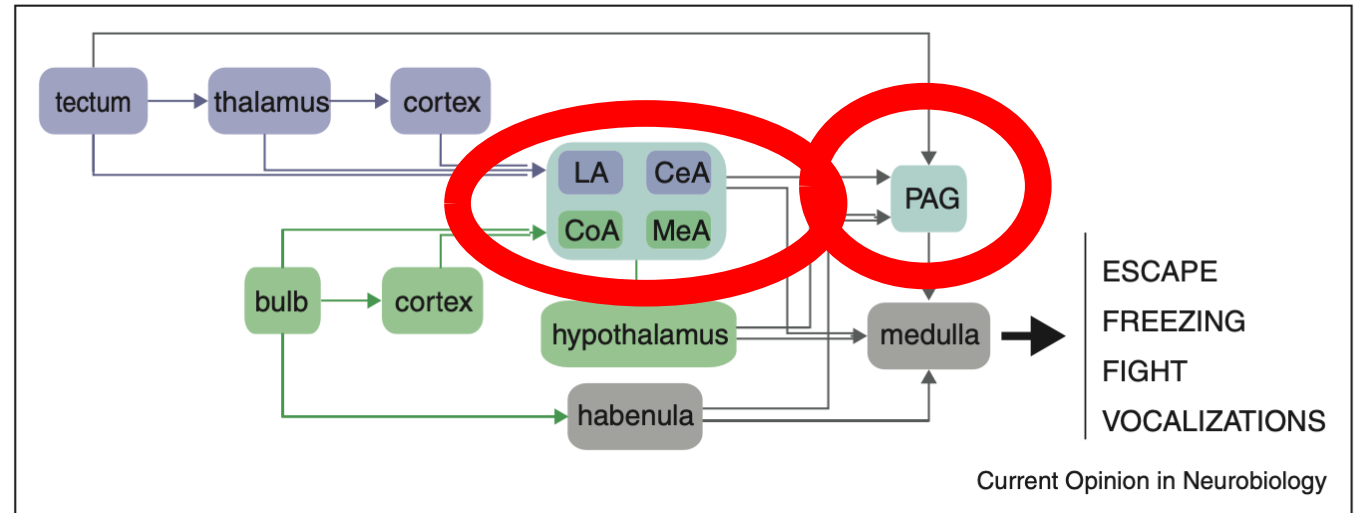 tectum
thalamus
cortex
LA
CeA
CoA
MeA
PAG
bulb
cortex
hypothalamus
habenula
medulla
ESCAPE
FREEZING
FIGHT
VOCALIZATIONS
Current Opinion in Neurobiology